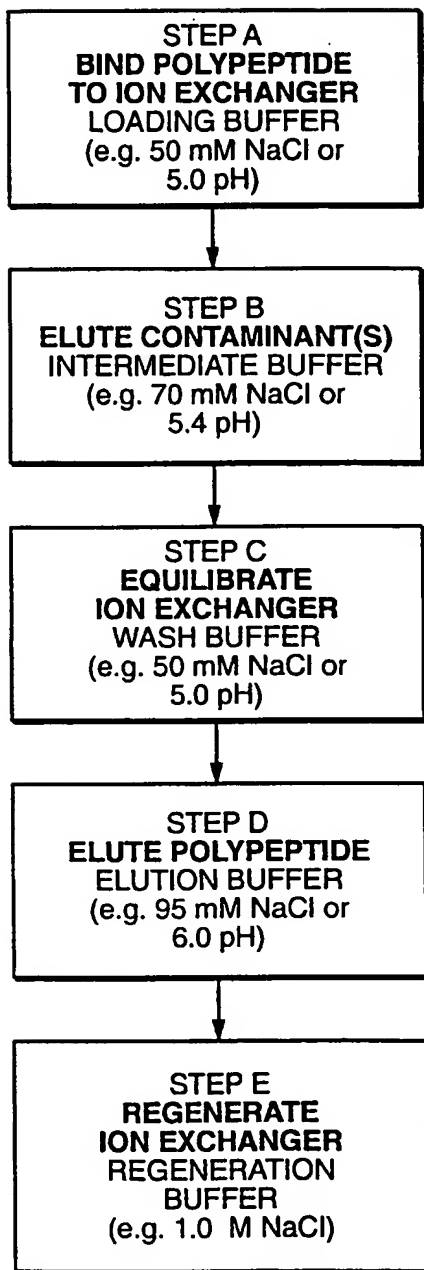 STEP A
BIND POLYPEPTIDE
TO ION EXCHANGER
LOADING BUFFER
(e.g. 50 mM NaCl or
5.0 pH)
STEP B
ELUTE CONTAMINANT(S)
INTERMEDIATE BUFFER
(e.g. 70 mM NaCl or
5.4 pH)
STEP C
EQUILIBRATE
ION EXCHANGER
WASH BUFFER
(e.g. 50 mM NaCl or
5.0 pH)
STEP D
ELUTE POLYPEPTIDE
ELUTION BUFFER
(e.g. 95 mM NaCl or
6.0 pH)
STEP E
REGENERATE
ION EXCHANGER
REGENERATION
BUFFER
(e.g. 1.0 M NaCl)